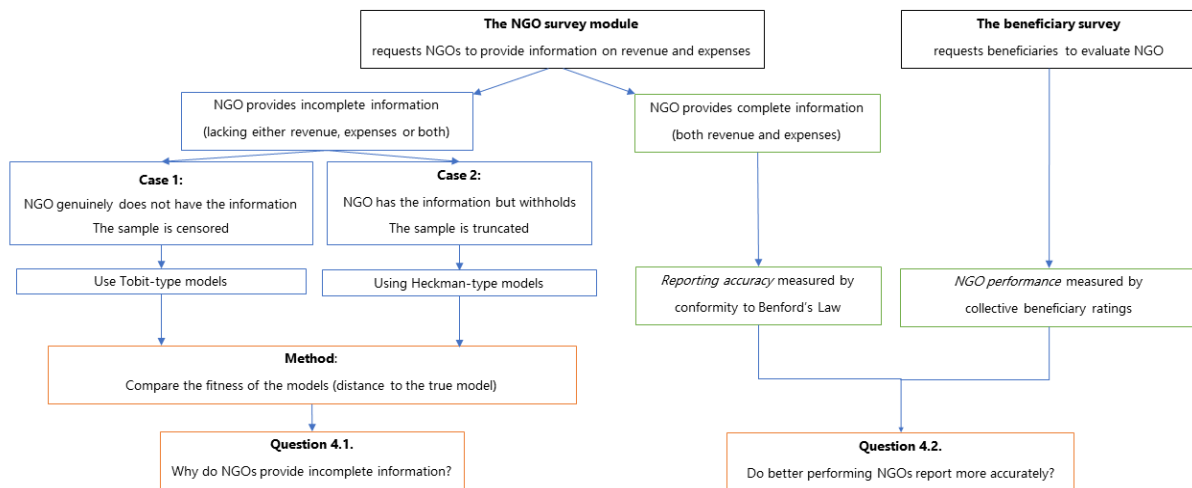 The NGO survey module
requests NGOs to provide information on revenue and expenses
The beneficiary survey
requests beneficiaries to evaluate NGO
NGO provides incomplete information
(lacking either revenue, expenses or both)
NGO provides complete information
(both revenue and expenses)
Case 1:
NGO genuinely does not have the information
The sample is censored
Case 2:
NGO has the information but withholds
The sample is truncated
Use Tobit-type models
Using Heckman-type models
Reporting accuracy measured by
conformity to Benford's Law
NGO performance measured by
collective beneficiary ratings
Method:
Compare the fitness of the models (distance to the true model)
Question 4.1.
Why do NGOs provide incomplete information?
Question 4.2.
Do better performing NGOs report more accurately?